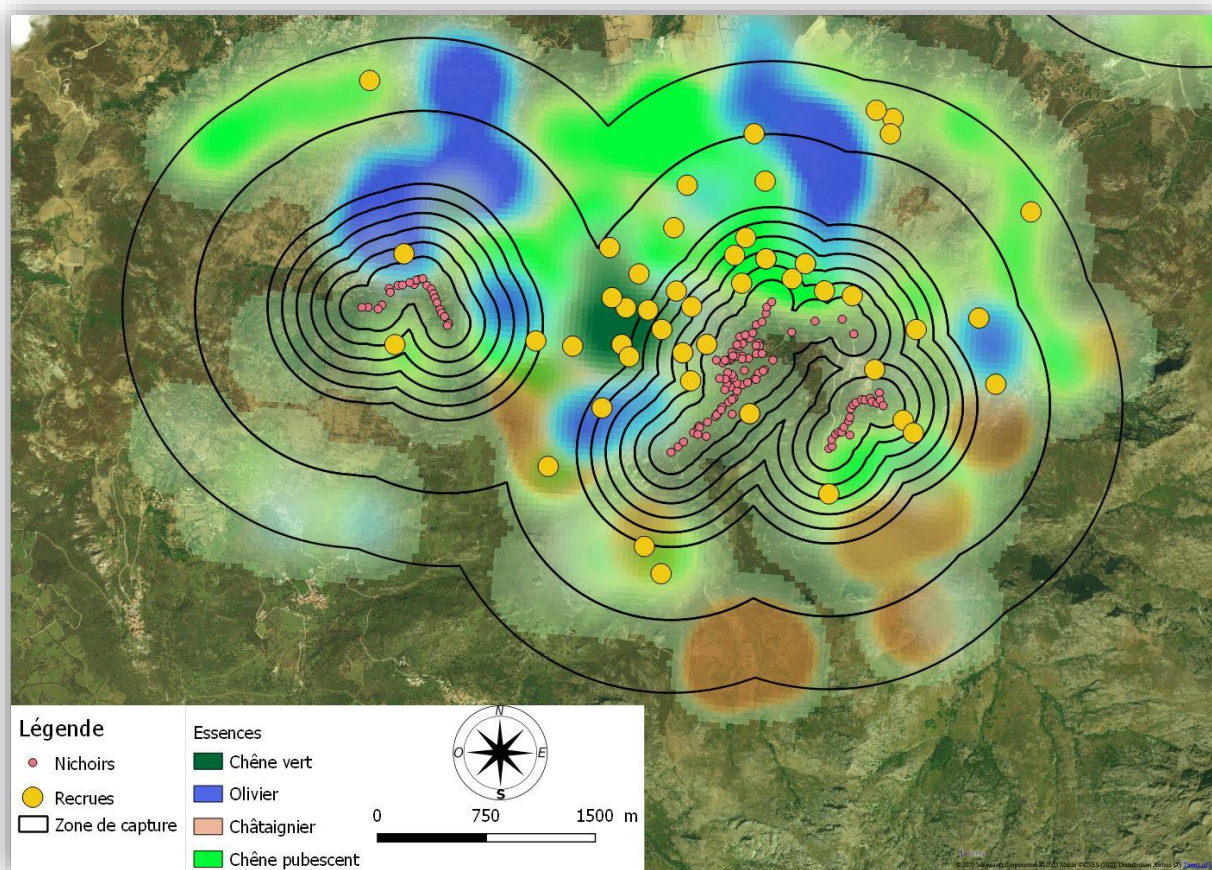 Légende
Nichoirs
Recrues
Zone de capture
Essences
Chêne vert
Olivier
Châtaignier
Chêne pubescent
N
O
E
S
0 750 1500 m